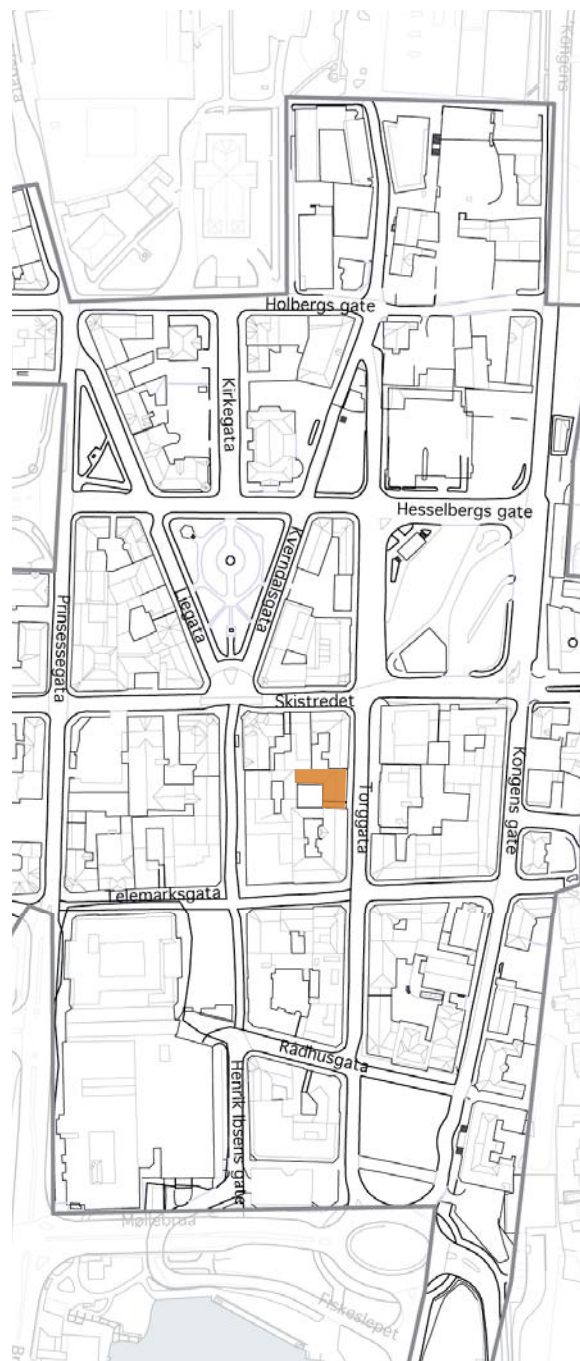 Kongens
Holbergs gate
Kirkegata
Hesselbergs gate
Kverndalsgata
Liegata
Prinsessegata
Skistredet
Torggata
Kongens gate
Telemarksgata
Rådhusgata
Henrik Ibsens gate
Møllebrua
Fiskeslepet